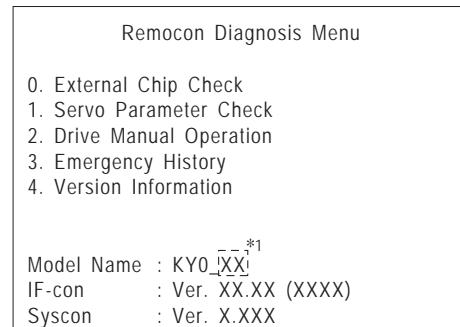 Remocon Diagnosis Menu
0. External Chip Check
1. Servo Parameter Check
2. Drive Manual Operation
3. Emergency History
4. Version Information
*1
Model Name : KY0_XX
IF-con : Ver. XX.XX (XXXX)
Syscon : Ver. X.XXX